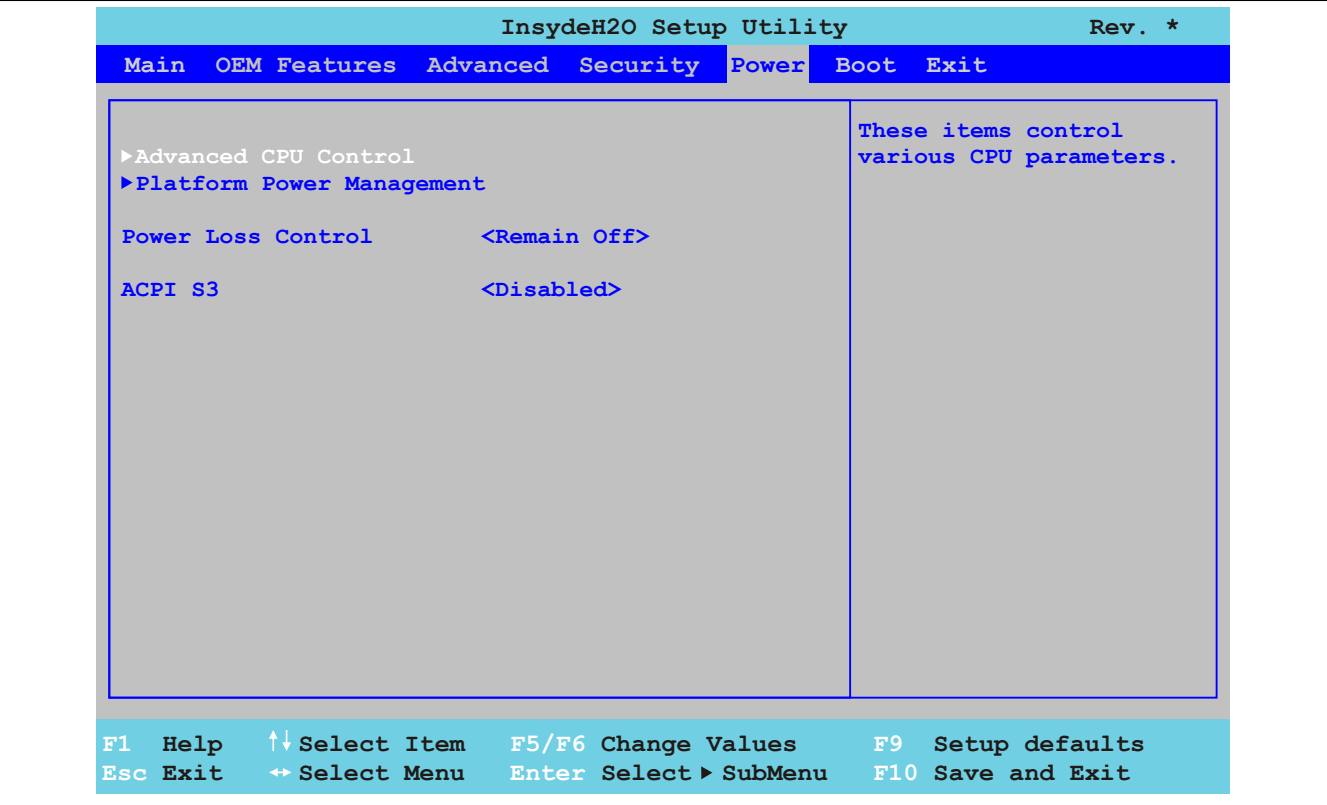 InsydeH2O Setup Utility Rev. *
Main OEM Features Advanced Security Power Boot Exit
These items control
various CPU parameters.
▶Advanced CPU Control
▶Platform Power Management
Power Loss Control <Remain Off>
ACPI S3 <Disabled>
F1 Help ↑↓ Select Item F5/F6 Change Values F9 Setup defaults
Esc Exit ↔ Select Menu Enter Select ▶ SubMenu F10 Save and Exit